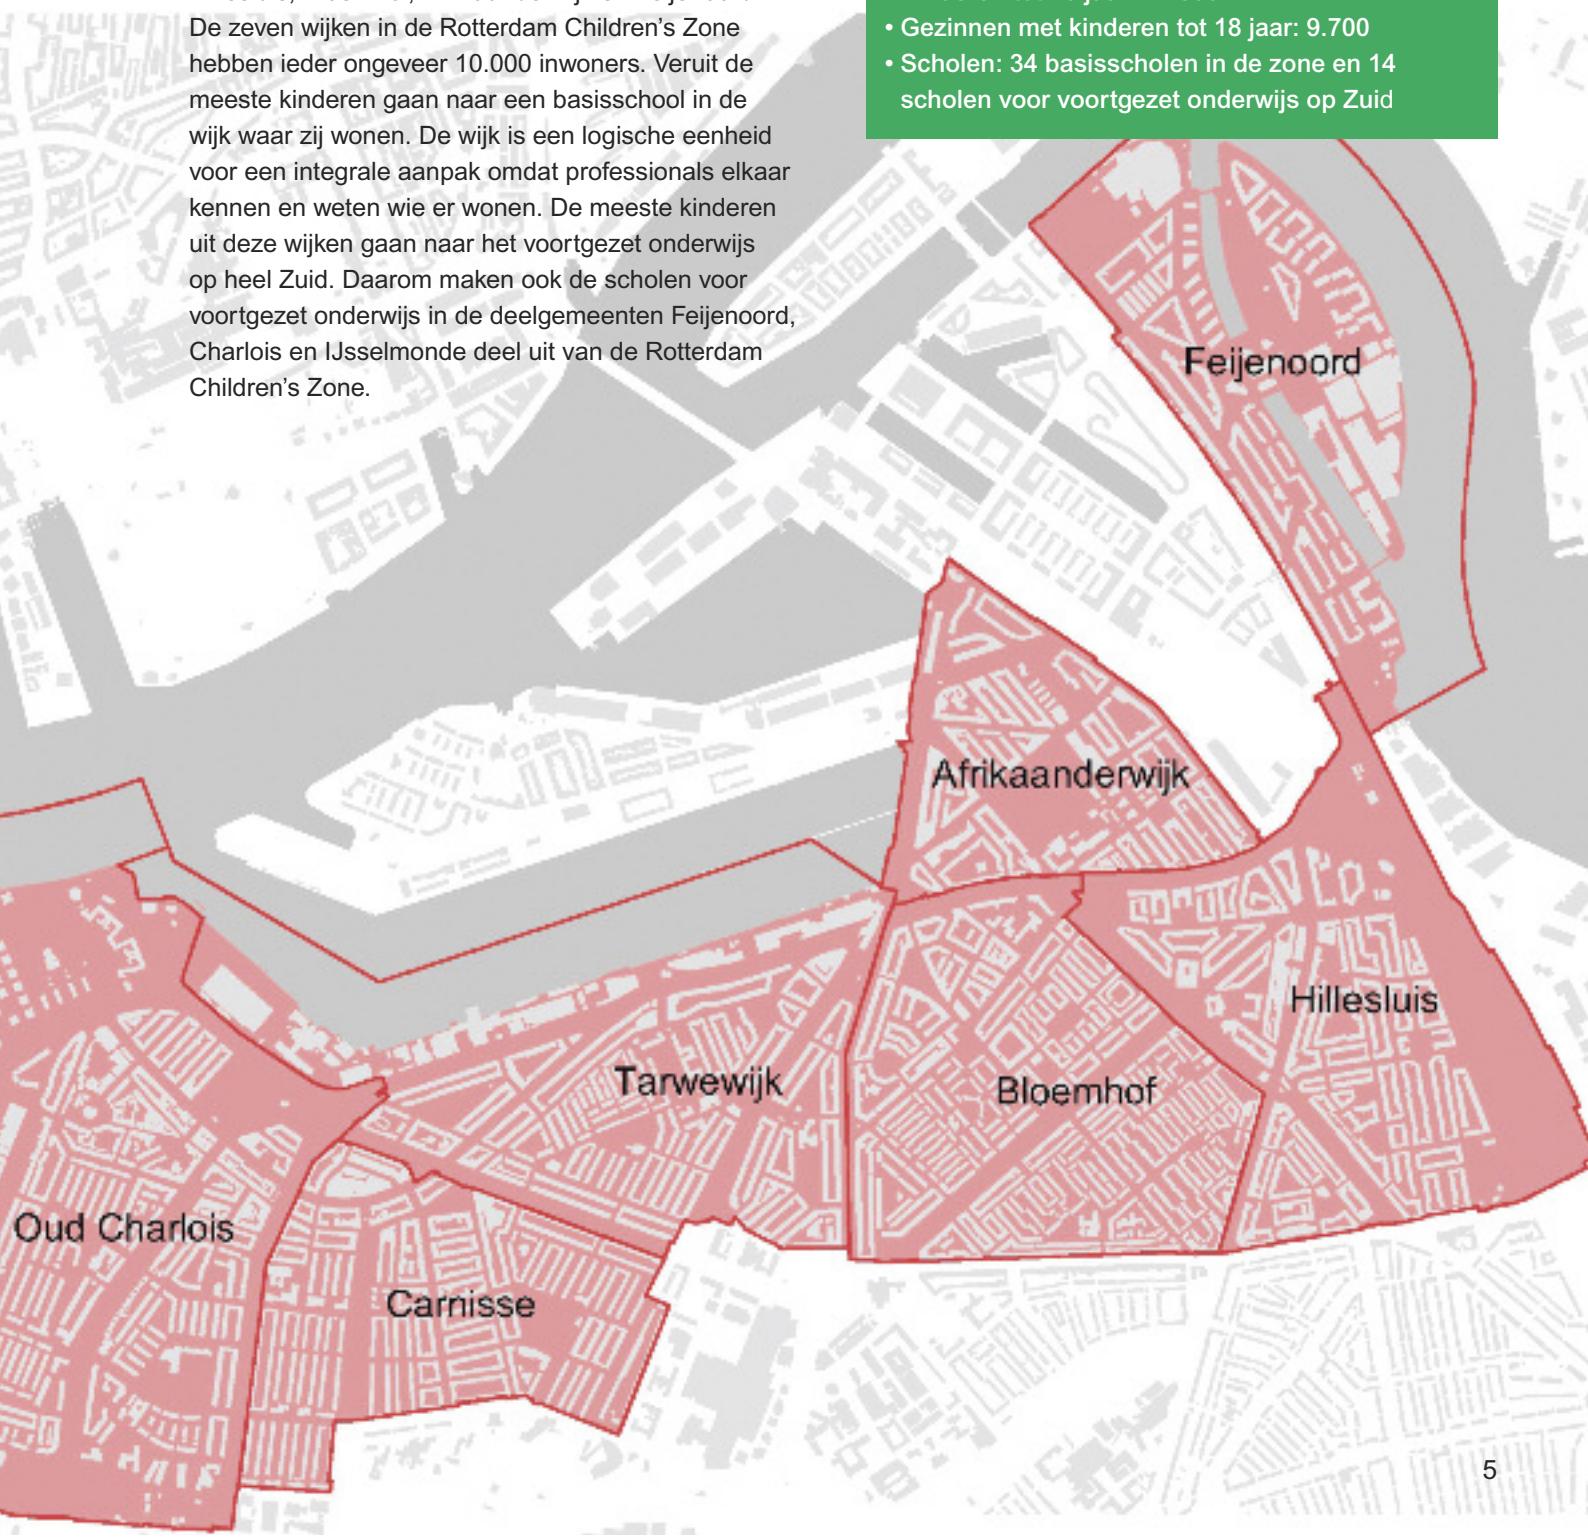 De zeven wijken in de Rotterdam Children’s Zone
hebben ieder ongeveer 10.000 inwoners. Veruit de
meeste kinderen gaan naar een basisschool in de
wijk waar zij wonen. De wijk is een logische eenheid
voor een integrale aanpak omdat professionals elkaar
kennen en weten wie er wonen. De meeste kinderen
uit deze wijken gaan naar het voortgezet onderwijs
op heel Zuid. Daarom maken ook de scholen voor
voortgezet onderwijs in de deelgemeenten Feijenoord,
Charlois en IJsselmonde deel uit van de Rotterdam
Children’s Zone.
• Gezinnen met kinderen tot 18 jaar: 9.700
• Scholen: 34 basisscholen in de zone en 14
scholen voor voortgezet onderwijs op Zuid
Feijenoord
Afrikaanderwijk
Hillesluis
Tarwewijk
Bloemhof
Oud Charlois
Carnisse
5